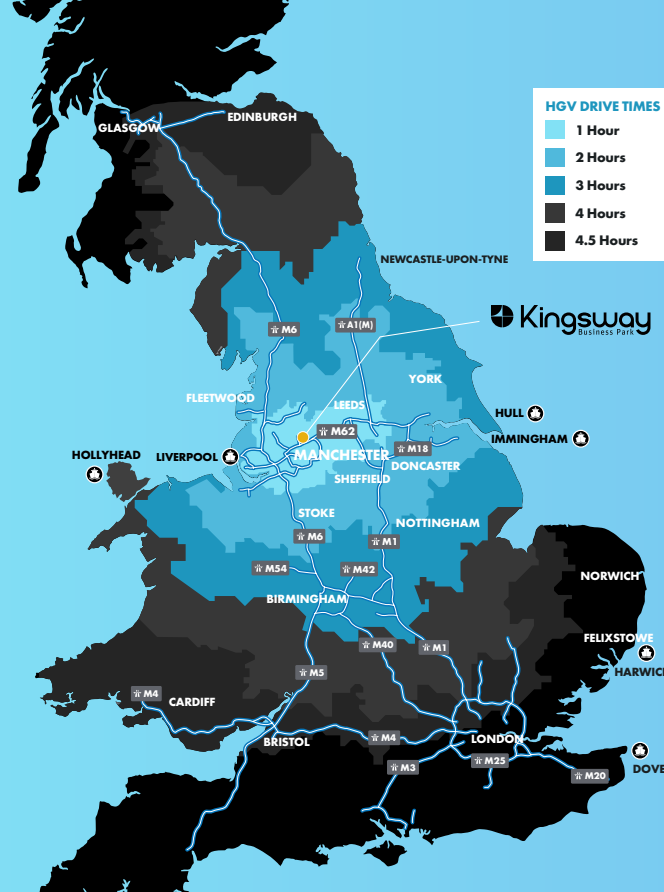 HGV DRIVE TIMES
1 Hour
2 Hours
3 Hours
4 Hours
4.5 Hours
EDINBURGH
GLASGOW
NEWCASTLE-UPON-TYNE
Kingsway
Business Park
M6
A1(M)
YORK
FLEETWOOD
LEEDS
HULL
M62
IMMINGHAM
M18
HOLLYHEAD
LIVERPOOL
MANCHESTER
DONCASTER
SHEFFIELD
STOKE
NOTTINGHAM
M6
M1
M54
M42
NORWICH
BIRMINGHAM
FELIXSTOWE
M40
M1
HARWIC
M5
M4
CARDIFF
BRISTOL
M4
LONDON
M25
DOVE
M3
M20